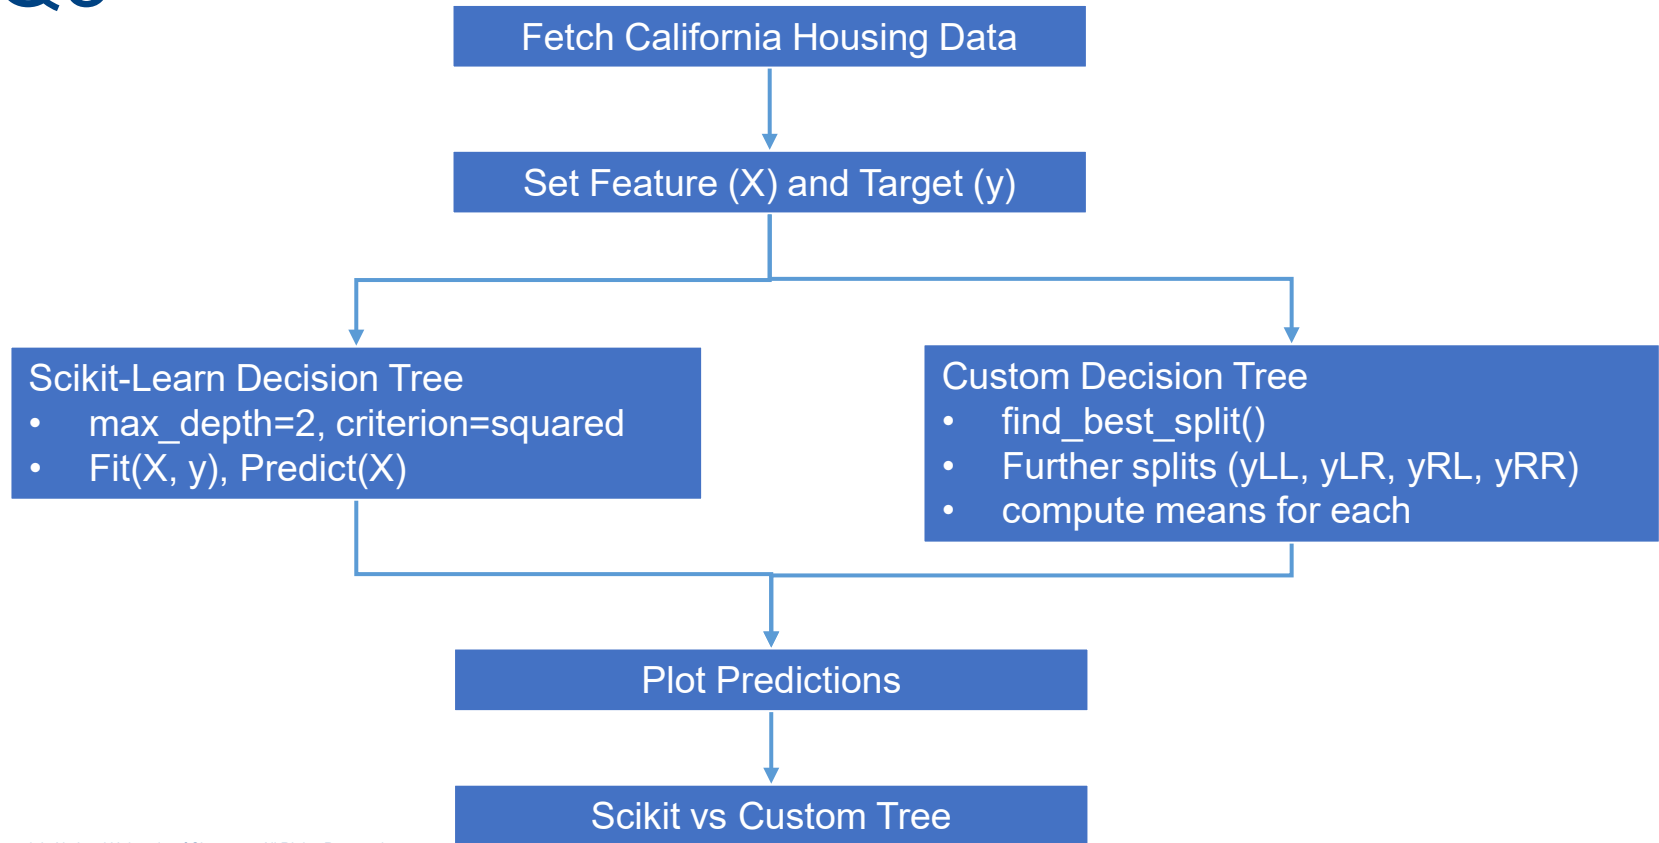 Fetch California Housing Data
Set Feature (X) and Target (y)
Scikit-Learn Decision Tree
• max_depth=2, criterion=squared
• Fit(X, y), Predict(X)
Custom Decision Tree
• find_best_split()
• Further splits (yLL, yLR, yRL, yRR)
• compute means for each
Plot Predictions
Scikit vs Custom Tree